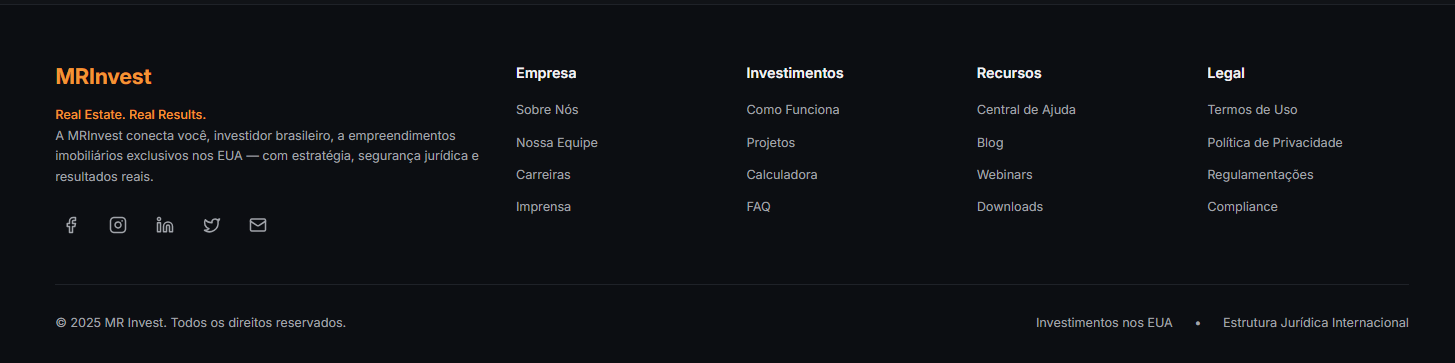 MRInvest
Real Estate. Real Results.
A MRInvest conecta você, investidor brasileiro, a empreendimentos
imobiliários exclusivos nos EUA — com estratégia, segurança jurídica e
resultados reais.
Empresa
Sobre Nós
Nossa Equipe
Carreiras
Imprensa
Investimentos
Como Funciona
Projetos
Calculadora
FAQ
Recursos
Central de Ajuda
Blog
Webinars
Downloads
Legal
Termos de Uso
Política de Privacidade
Regulamentações
Compliance
© 2025 MR Invest. Todos os direitos reservados.
Investimentos nos EUA • Estrutura Jurídica Internacional